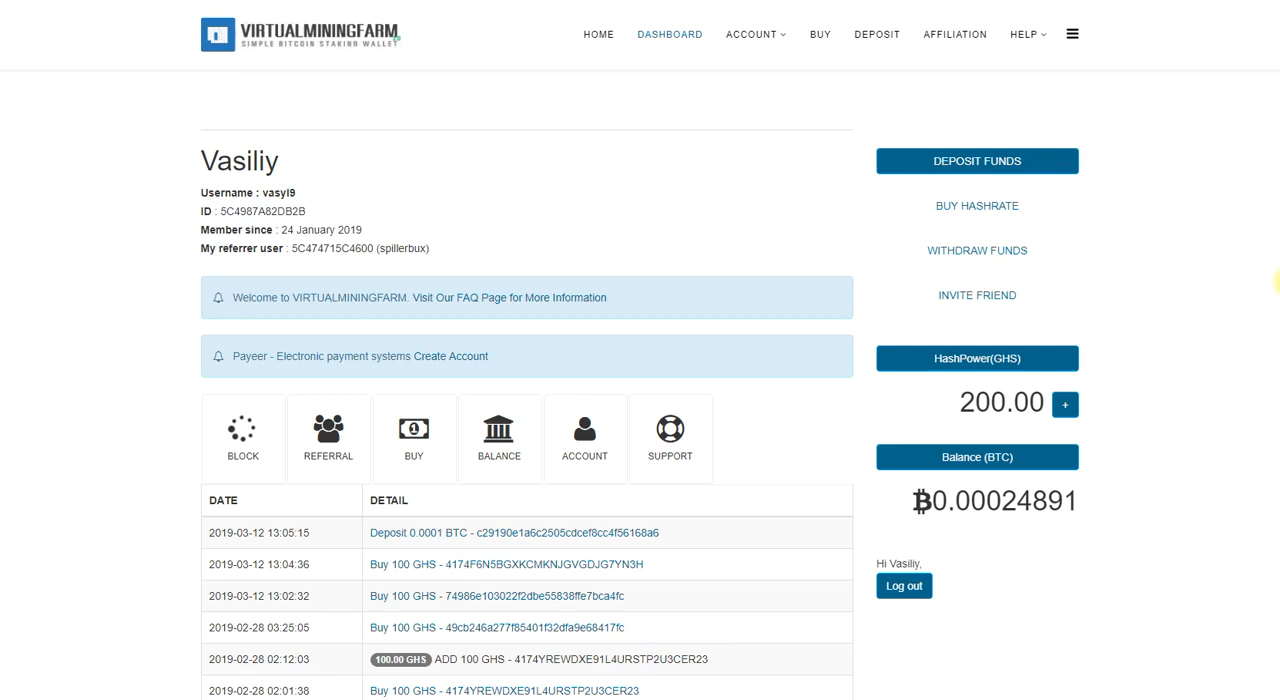 VIRTUALMININGFARM
SIMPLE BITCOIN STAKING WALLET
HOME
DASHBOARD
ACCOUNT
BUY
DEPOSIT
AFFILIATION
HELP
Vasiliy
Username : vasyl9
ID : 5C4987A82DB2B
Member since : 24 January 2019
My referrer user : 5C474715C4600 (spillerbux)
Welcome to VIRTUALMININGFARM. Visit Our FAQ Page for More Information
Payeer - Electronic payment systems Create Account
BLOCK
REFERRAL
BUY
BALANCE
ACCOUNT
SUPPORT
DATE DETAIL
2019-03-12 13:05:15 Deposit 0.0001 BTC - c29190e1a6c2505cdcef8cc4f56168a6
2019-03-12 13:04:36 Buy 100 GHS - 4174F6N5BGXKCMKNJGVGDJG7YN3H
2019-03-12 13:02:32 Buy 100 GHS - 74986e103022f2dbe55838ffe7bca4fc
2019-02-28 03:25:05 Buy 100 GHS - 49cb246a277f85401f32dfa9e68417fc
2019-02-28 02:12:03 100.00 GHS ADD 100 GHS - 4174YREWDXE91L4URSTP2U3CER23
2019-02-28 02:01:38 Buy 100 GHS - 4174YREWDXE91L4URSTP2U3CER23
DEPOSIT FUNDS
BUY HASHRATE
WITHDRAW FUNDS
INVITE FRIEND
HashPower(GHS)
200.00 +
Balance (BTC)
₿0.00024891
Hi Vasiliy,
Log out